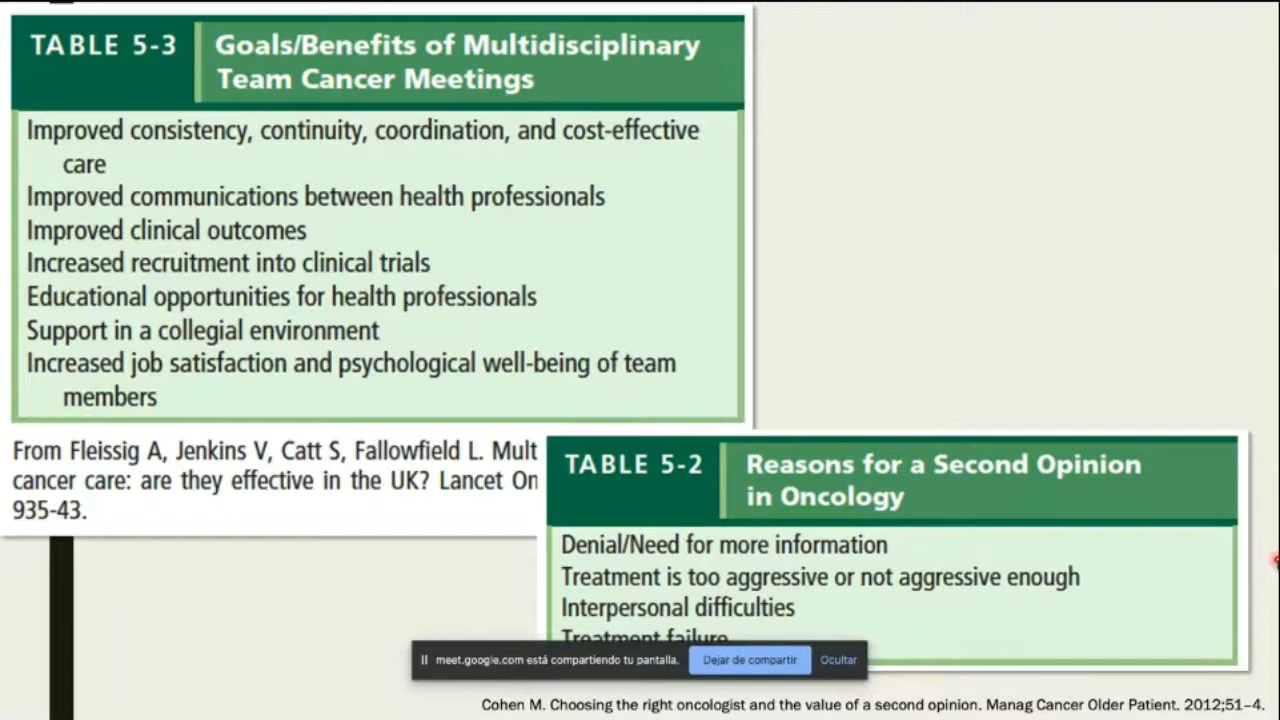 TABLE 5-3
Goals/Benefits of Multidisciplinary
Team Cancer Meetings
Improved consistency, continuity, coordination, and cost-effective
care
Improved communications between health professionals
Improved clinical outcomes
Increased recruitment into clinical trials
Educational opportunities for health professionals
Support in a collegial environment
Increased job satisfaction and psychological well-being of team
members
From Fleissig A, Jenkins V, Catt S, Fallowfield L. Mult
cancer care: are they effective in the UK? Lancet On
935-43.
TABLE 5-2
Reasons for a Second Opinion
in Oncology
Denial/Need for more information
Treatment is too aggressive or not aggressive enough
Interpersonal difficulties
Treatment failure
meet.google.com está compartiendo tu pantalla.
Dejar de compartir
Ocultar
Cohen M. Choosing the right oncologist and the value of a second opinion. Manag Cancer Older Patient. 2012;51–4.